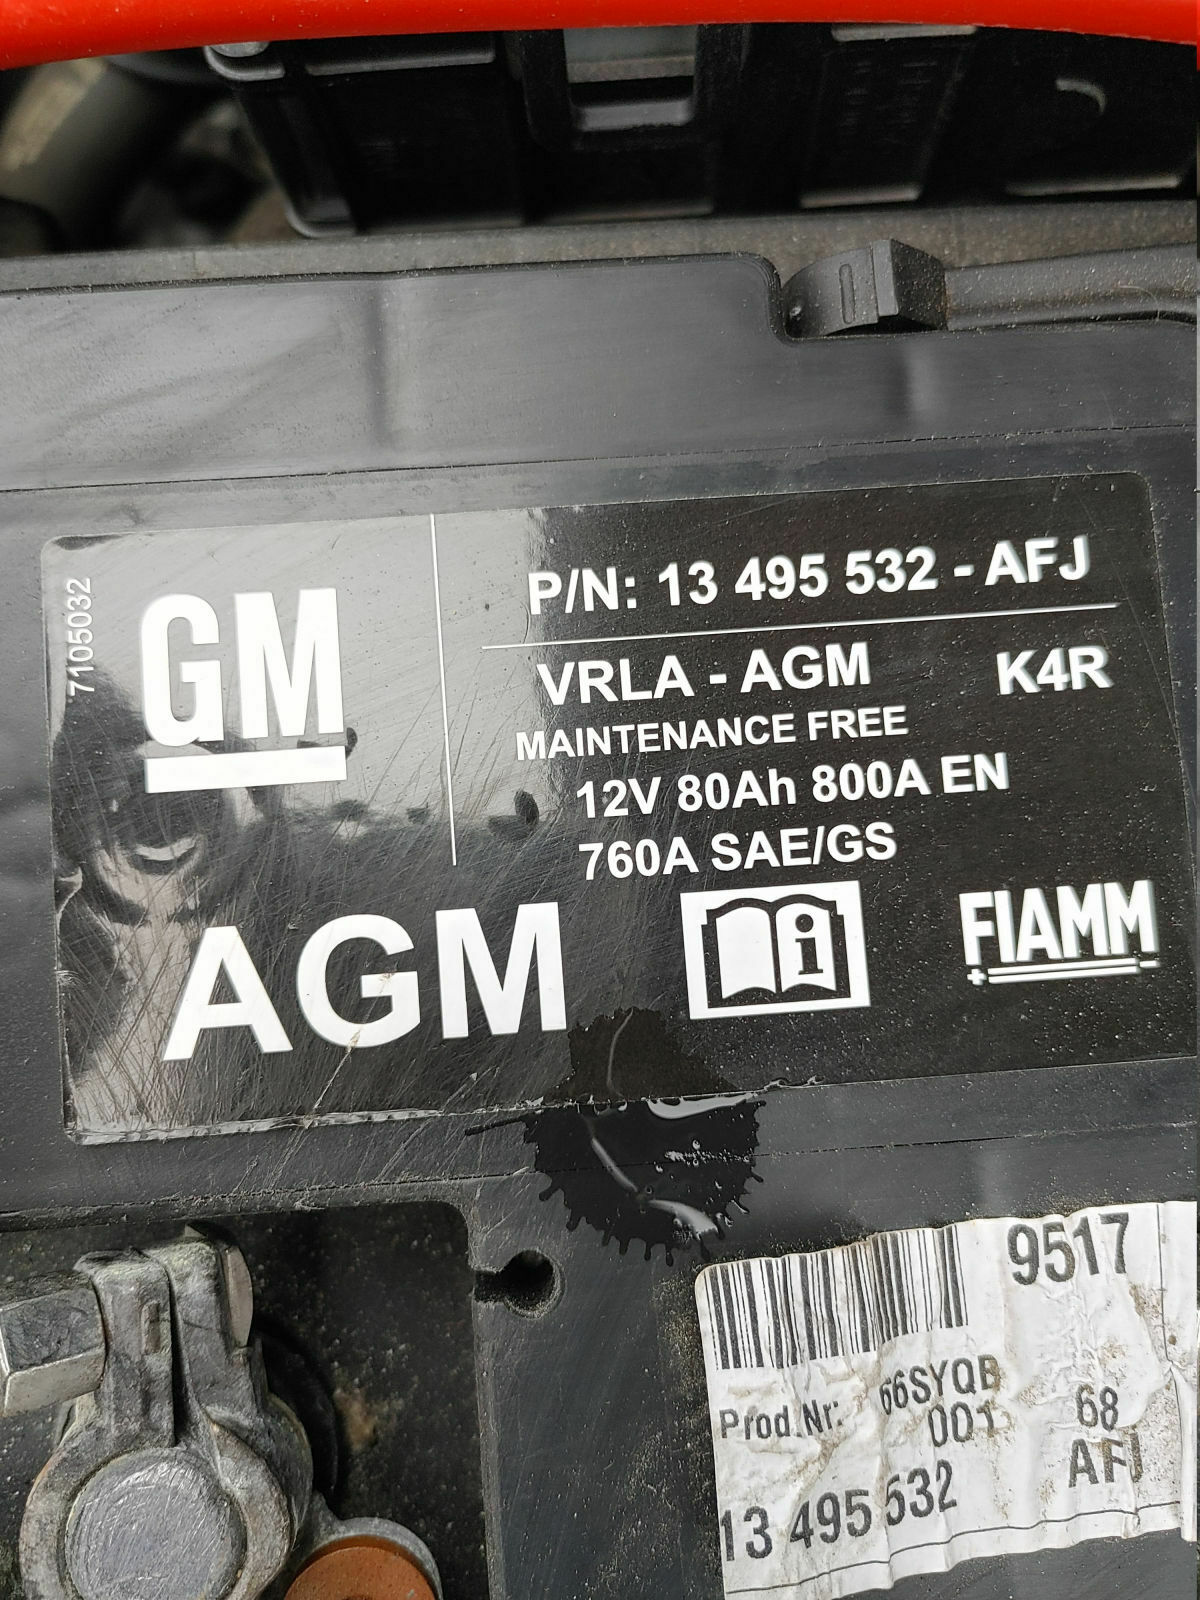 7105032
GM
P/N: 13 495 532 - AFJ
VRLA - AGM K4R
MAINTENANCE FREE
12V 80Ah 800A EN
760A SAE/GS
AGM
i
FIAMM
+ -
9517
Prod.Nr: 66SYQB
001 68
13 495 532 AFJ